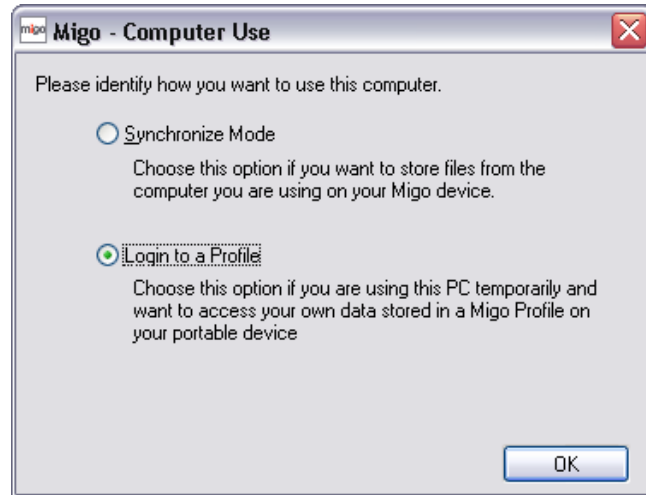 migo Migo - Computer Use
Please identify how you want to use this computer.
Synchronize Mode
Choose this option if you want to store files from the
computer you are using on your Migo device.
Login to a Profile
Choose this option if you are using this PC temporarily and
want to access your own data stored in a Migo Profile on
your portable device
OK